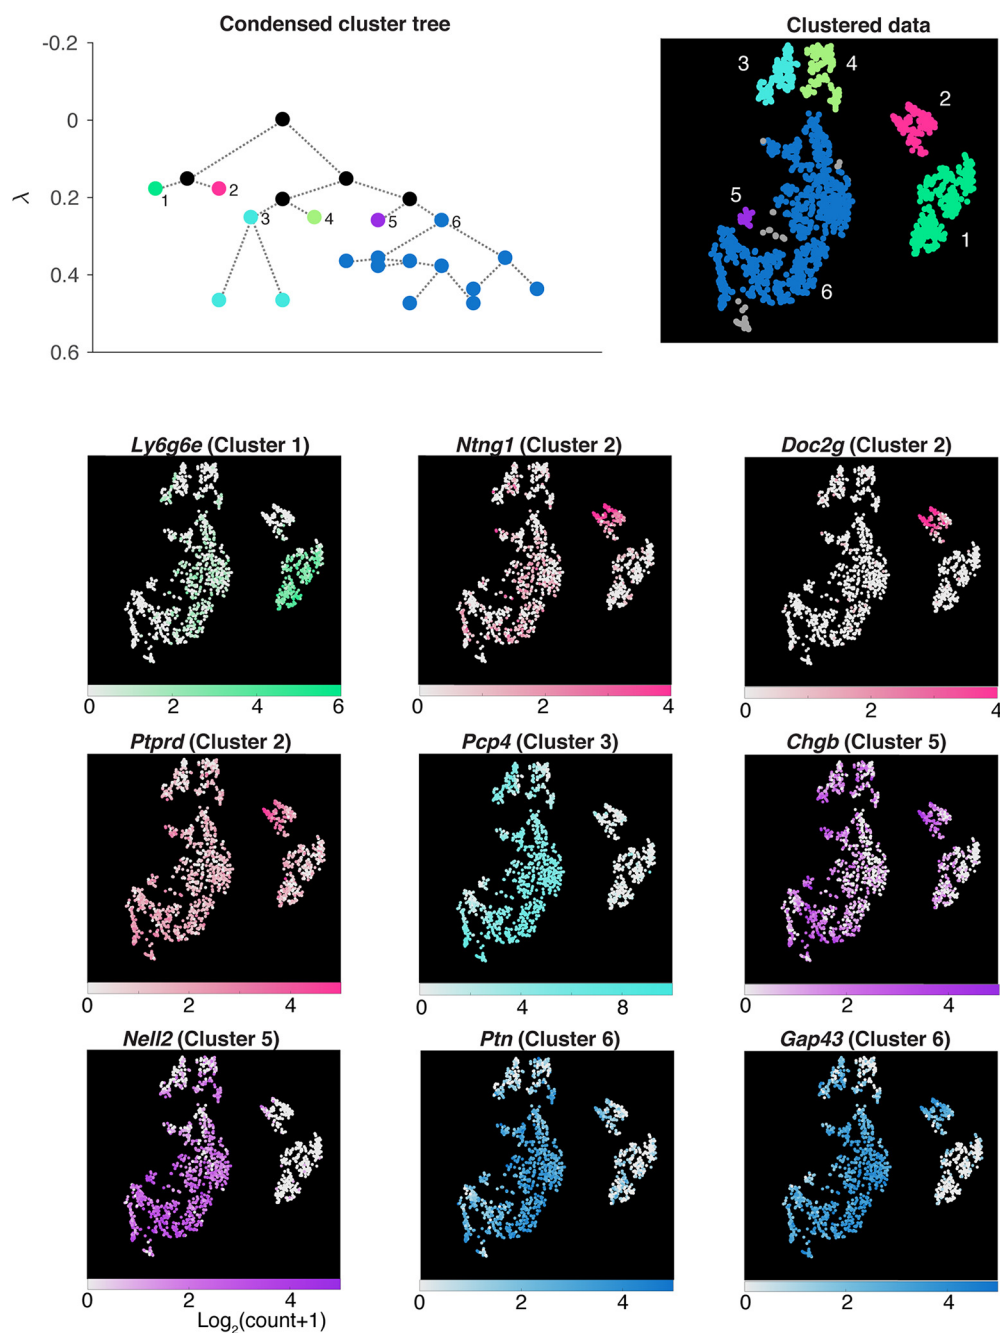 Condensed cluster tree
Clustered data
-0.2
0
0.2
0.4
0.6
λ
1
2
3
4
5
6
3
4
2
5
1
6
Ly6g6e (Cluster 1)
0 2 4 6
Ntng1 (Cluster 2)
0 2 4
Doc2g (Cluster 2)
0 2 4
Ptprd (Cluster 2)
0 2 4
Pcp4 (Cluster 3)
0 4 8
Chgb (Cluster 5)
0 2 4
Nell2 (Cluster 5)
0 2 4
Log2(count+1)
Ptn (Cluster 6)
0 2 4
Gap43 (Cluster 6)
0 2 4